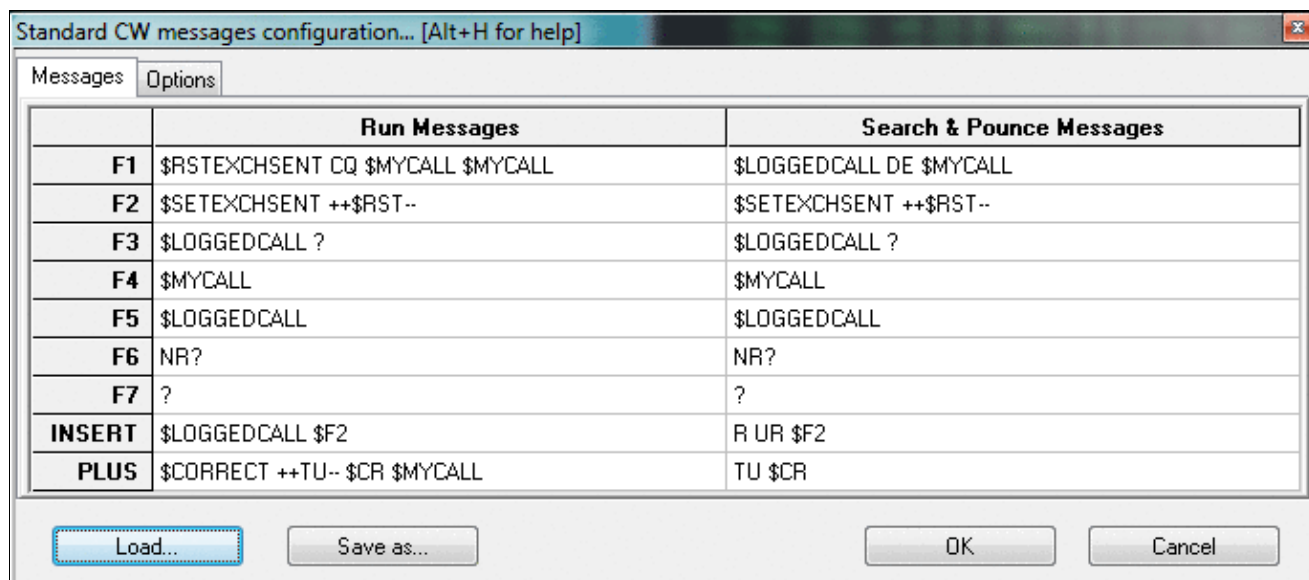 Standard CW messages configuration... [Alt+H for help]
Messages Options
Run Messages Search & Pounce Messages
F1 $RSTEXCHSENT CQ $MYCALL $MYCALL $LOGGEDCALL DE $MYCALL
F2 $SETEXCHSENT ++$RST-- $SETEXCHSENT ++$RST--
F3 $LOGGEDCALL ? $LOGGEDCALL ?
F4 $MYCALL $MYCALL
F5 $LOGGEDCALL $LOGGEDCALL
F6 NR? NR?
F7 ? ?
INSERT $LOGGEDCALL $F2 R UR $F2
PLUS $CORRECT ++TU-- $CR $MYCALL TU $CR
Load... Save as... OK Cancel